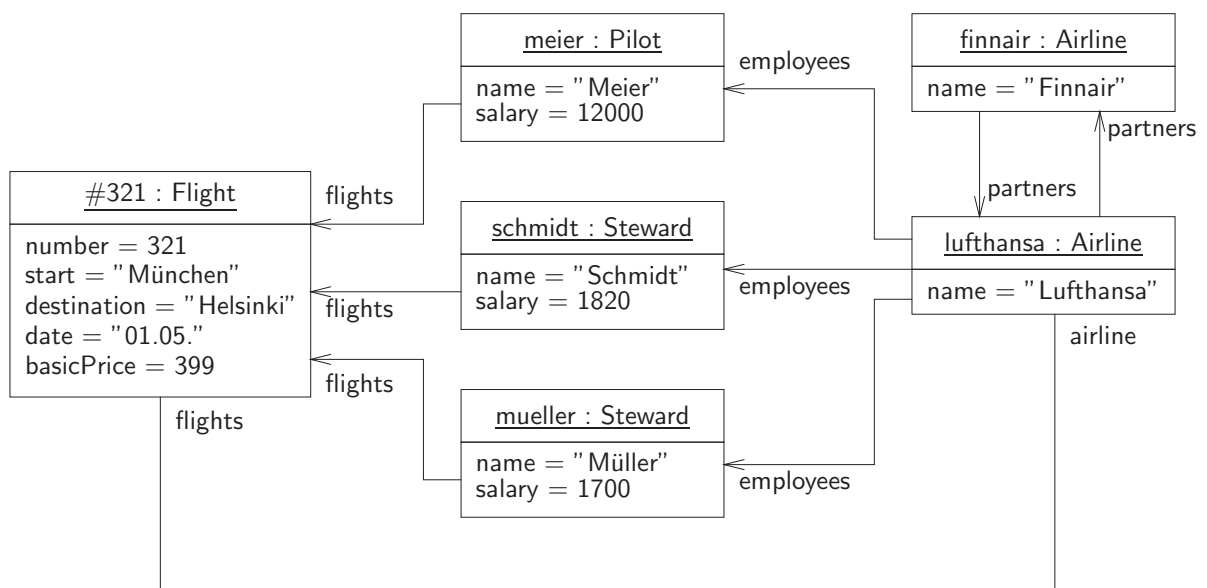 meier : Pilot
name = "Meier"
salary = 12000
employees
finnair : Airline
name = "Finnair"
partners
partners
#321 : Flight
number = 321
start = "München"
destination = "Helsinki"
date = "01.05."
basicPrice = 399
flights
flights
flights
flights
schmidt : Steward
name = "Schmidt"
salary = 1820
employees
lufthansa : Airline
name = "Lufthansa"
airline
mueller : Steward
name = "Müller"
salary = 1700
employees